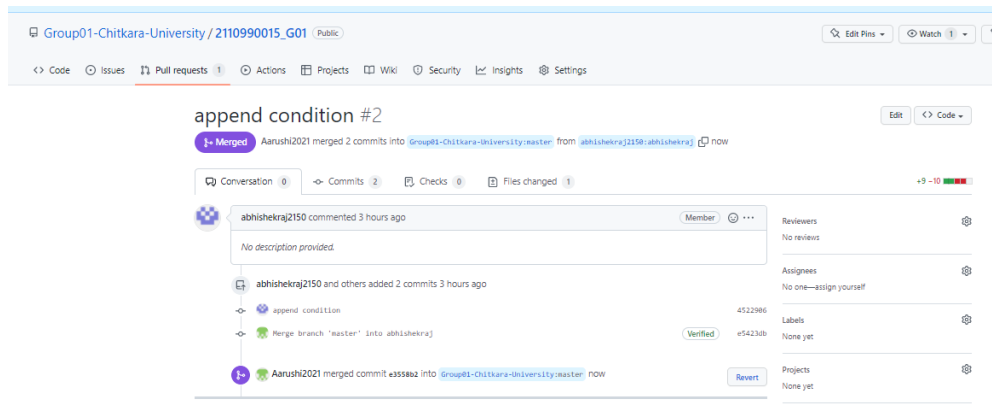 Group01-Chitkara-University / 2110990015_G01 Public
Edit Pins Watch 1
<> Code Issues Pull requests 1 Actions Projects Wiki Security Insights Settings
append condition #2
Edit <> Code
Merged Aarushi2021 merged 2 commits into Group01-Chitkara-University:master from abhishekraj2150:abhishekraj now
Conversation 0 Commits 2 Checks 0 Files changed 1 +9 −10
abhishekraj2150 commented 3 hours ago Member ...
No description provided.
abhishekraj2150 and others added 2 commits 3 hours ago
append condition 4522906
Merge branch 'master' into abhishekraj Verified e5423db
Aarushi2021 merged commit e3558b2 into Group01-Chitkara-University:master now Revert
Reviewers
No reviews
Assignees
No one—assign yourself
Labels
None yet
Projects
None yet